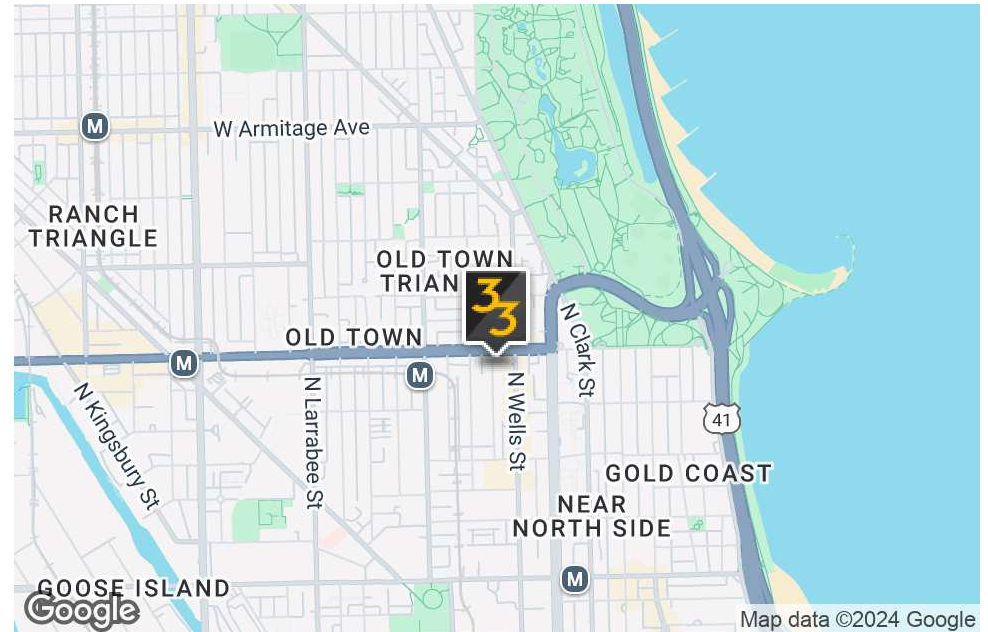 W Armitage Ave
M
RANCH
TRIANGLE
OLD TOWN
TRIAN
33
N Clark St
OLD TOWN
M
M
N Kingsbury St
N Larrabee St
N Wells St
41
GOLD COAST
NEAR
NORTH SIDE
M
GOOSE ISLAND
Google
Map data ©2024 Google